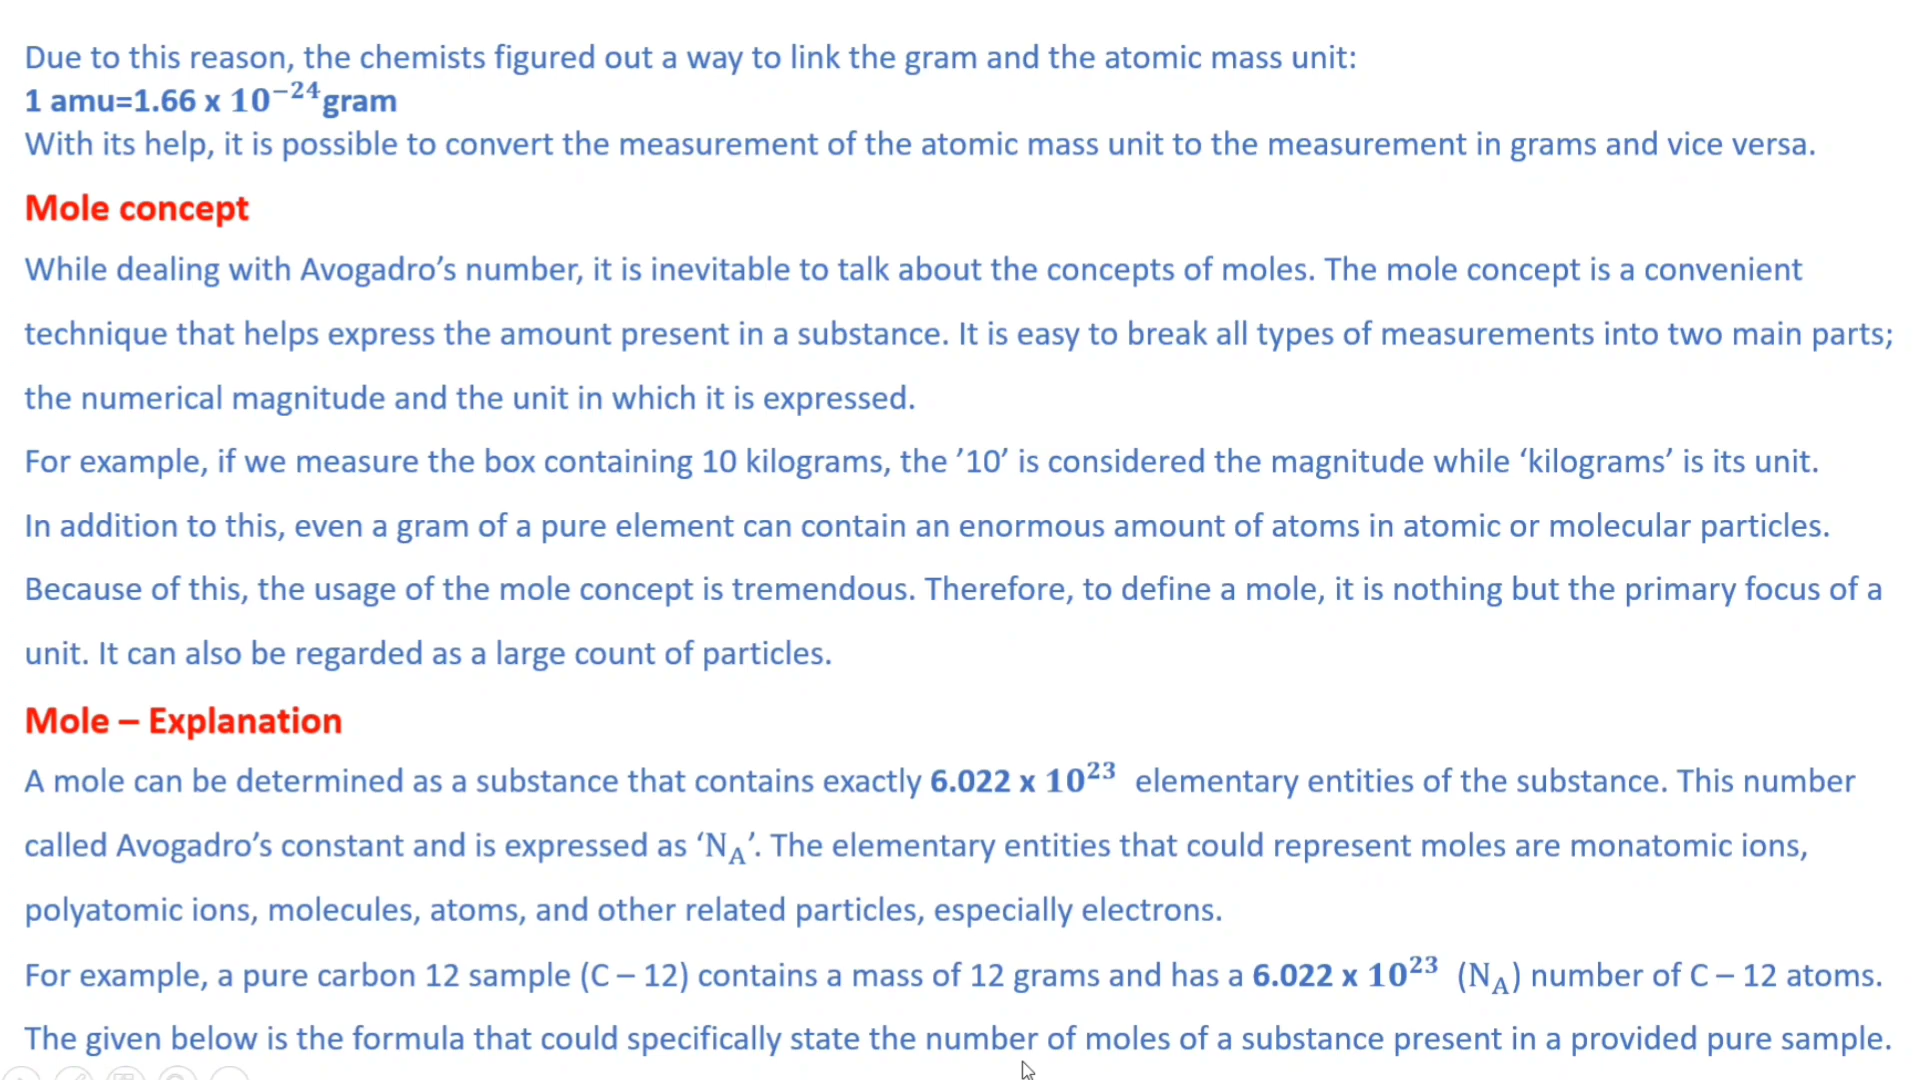 Due to this reason, the chemists figured out a way to link the gram and the atomic mass unit:
1 amu=1.66 x 10⁻²⁴gram
With its help, it is possible to convert the measurement of the atomic mass unit to the measurement in grams and vice versa.
Mole concept
While dealing with Avogadro’s number, it is inevitable to talk about the concepts of moles. The mole concept is a convenient
technique that helps express the amount present in a substance. It is easy to break all types of measurements into two main parts;
the numerical magnitude and the unit in which it is expressed.
For example, if we measure the box containing 10 kilograms, the ’10’ is considered the magnitude while ‘kilograms’ is its unit.
In addition to this, even a gram of a pure element can contain an enormous amount of atoms in atomic or molecular particles.
Because of this, the usage of the mole concept is tremendous. Therefore, to define a mole, it is nothing but the primary focus of a
unit. It can also be regarded as a large count of particles.
Mole – Explanation
A mole can be determined as a substance that contains exactly 6.022 x 10²³ elementary entities of the substance. This number
called Avogadro’s constant and is expressed as ‘N_A’. The elementary entities that could represent moles are monatomic ions,
polyatomic ions, molecules, atoms, and other related particles, especially electrons.
For example, a pure carbon 12 sample (C – 12) contains a mass of 12 grams and has a 6.022 x 10²³ (N_A) number of C – 12 atoms.
The given below is the formula that could specifically state the number of moles of a substance present in a provided pure sample.